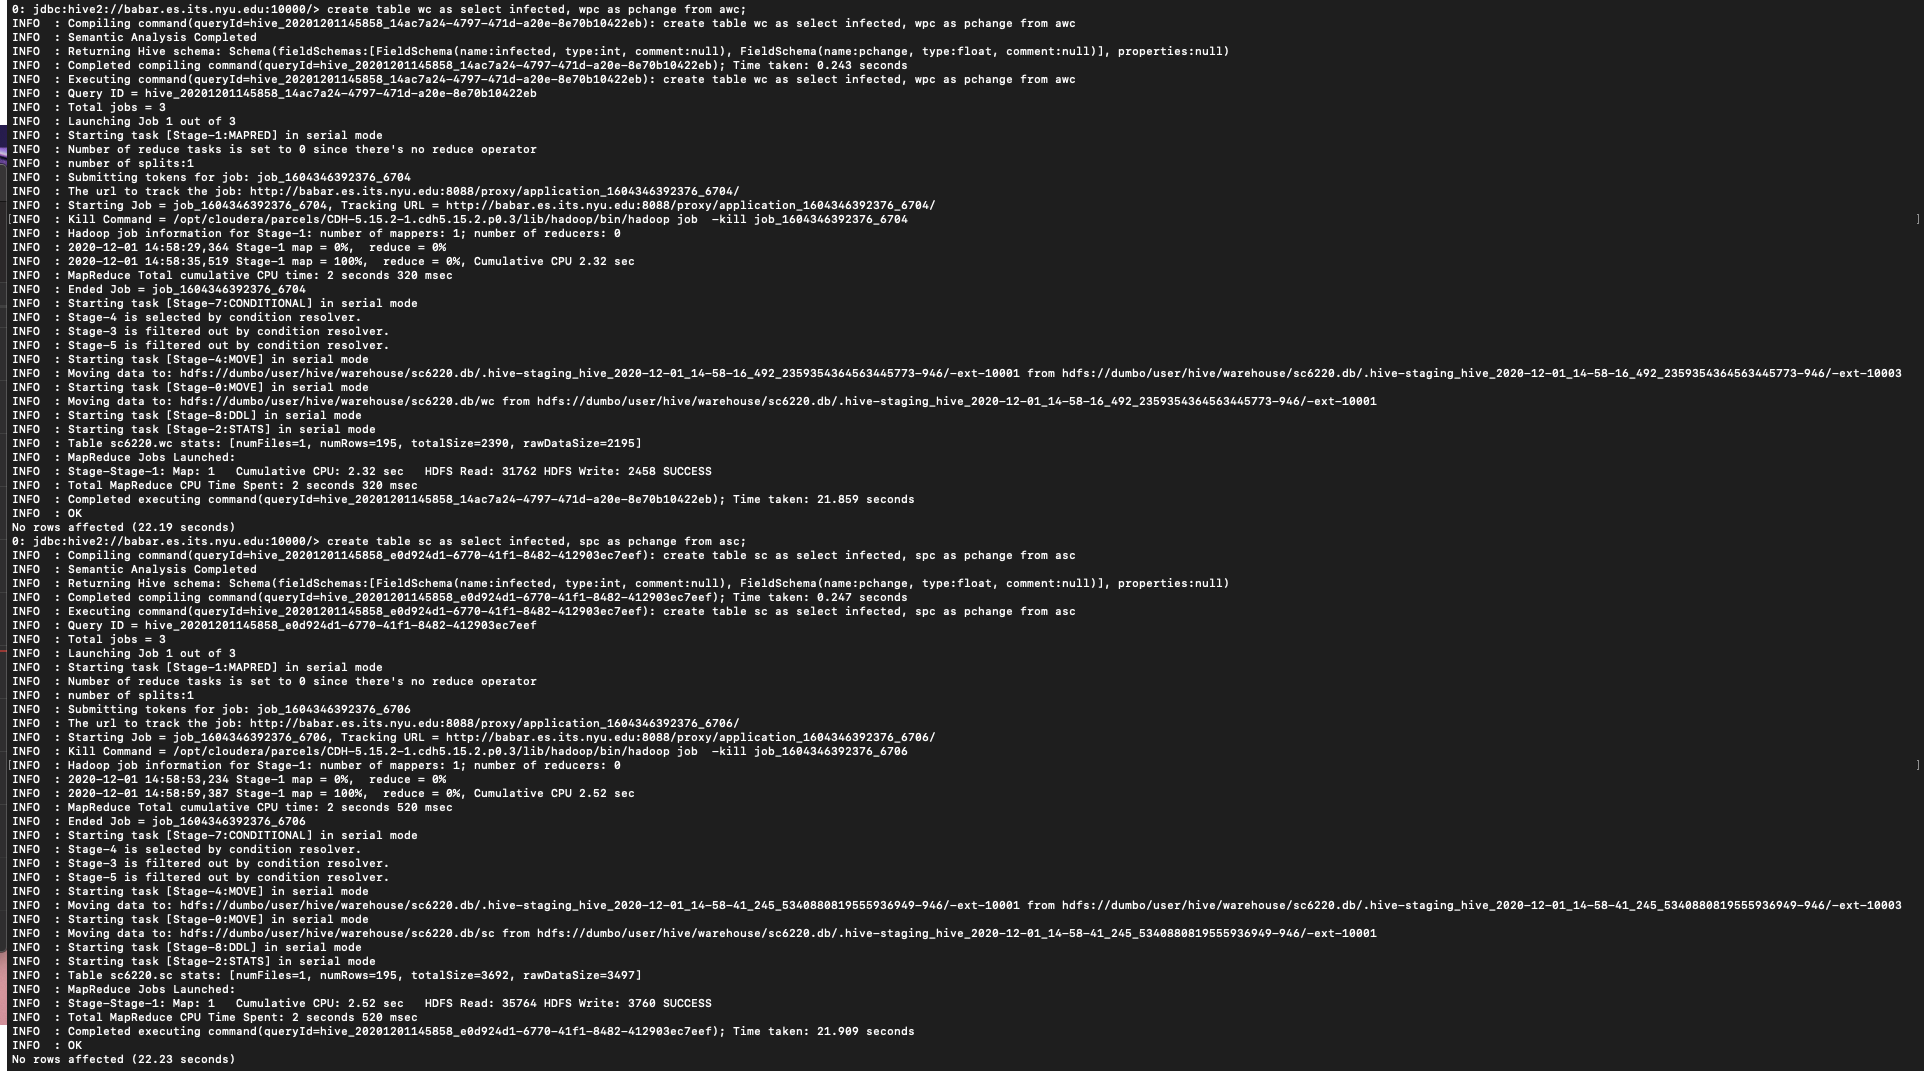 0: jdbc:hive2://babar.es.its.nyu.edu:10000/> create table wc as select infected, wpc as pchange from awc;
INFO  : Compiling command(queryId=hive_20201201145858_14ac7a24-4797-471d-a20e-8e70b10422eb): create table wc as select infected, wpc as pchange from awc
INFO  : Semantic Analysis Completed
INFO  : Returning Hive schema: Schema(fieldSchemas:[FieldSchema(name:infected, type:int, comment:null), FieldSchema(name:pchange, type:float, comment:null)], properties:null)
INFO  : Completed compiling command(queryId=hive_20201201145858_14ac7a24-4797-471d-a20e-8e70b10422eb); Time taken: 0.243 seconds
INFO  : Executing command(queryId=hive_20201201145858_14ac7a24-4797-471d-a20e-8e70b10422eb): create table wc as select infected, wpc as pchange from awc
INFO  : Query ID = hive_20201201145858_14ac7a24-4797-471d-a20e-8e70b10422eb
INFO  : Total jobs = 3
INFO  : Launching Job 1 out of 3
INFO  : Starting task [Stage-1:MAPRED] in serial mode
INFO  : Number of reduce tasks is set to 0 since there's no reduce operator
INFO  : number of splits:1
INFO  : Submitting tokens for job: job_1604346392376_6704
INFO  : The url to track the job: http://babar.es.its.nyu.edu:8088/proxy/application_1604346392376_6704/
INFO  : Starting Job = job_1604346392376_6704, Tracking URL = http://babar.es.its.nyu.edu:8088/proxy/application_1604346392376_6704/
[INFO  : Kill Command = /opt/cloudera/parcels/CDH-5.15.2-1.cdh5.15.2.p0.3/lib/hadoop/bin/hadoop job  -kill job_1604346392376_6704 ]
INFO  : Hadoop job information for Stage-1: number of mappers: 1; number of reducers: 0
INFO  : 2020-12-01 14:58:29,364 Stage-1 map = 0%,  reduce = 0%
INFO  : 2020-12-01 14:58:35,519 Stage-1 map = 100%,  reduce = 0%, Cumulative CPU 2.32 sec
INFO  : MapReduce Total cumulative CPU time: 2 seconds 320 msec
INFO  : Ended Job = job_1604346392376_6704
INFO  : Starting task [Stage-7:CONDITIONAL] in serial mode
INFO  : Stage-4 is selected by condition resolver.
INFO  : Stage-3 is filtered out by condition resolver.
INFO  : Stage-5 is filtered out by condition resolver.
INFO  : Starting task [Stage-4:MOVE] in serial mode
INFO  : Moving data to: hdfs://dumbo/user/hive/warehouse/sc6220.db/.hive-staging_hive_2020-12-01_14-58-16_492_2359354364563445773-946/-ext-10001 from hdfs://dumbo/user/hive/warehouse/sc6220.db/.hive-staging_hive_2020-12-01_14-58-16_492_2359354364563445773-946/-ext-10003
INFO  : Starting task [Stage-0:MOVE] in serial mode
INFO  : Moving data to: hdfs://dumbo/user/hive/warehouse/sc6220.db/wc from hdfs://dumbo/user/hive/warehouse/sc6220.db/.hive-staging_hive_2020-12-01_14-58-16_492_2359354364563445773-946/-ext-10001
INFO  : Starting task [Stage-8:DDL] in serial mode
INFO  : Starting task [Stage-2:STATS] in serial mode
INFO  : Table sc6220.wc stats: [numFiles=1, numRows=195, totalSize=2390, rawDataSize=2195]
INFO  : MapReduce Jobs Launched:
INFO  : Stage-Stage-1: Map: 1   Cumulative CPU: 2.32 sec   HDFS Read: 31762 HDFS Write: 2458 SUCCESS
INFO  : Total MapReduce CPU Time Spent: 2 seconds 320 msec
INFO  : Completed executing command(queryId=hive_20201201145858_14ac7a24-4797-471d-a20e-8e70b10422eb); Time taken: 21.859 seconds
INFO  : OK
No rows affected (22.19 seconds)
0: jdbc:hive2://babar.es.its.nyu.edu:10000/> create table sc as select infected, spc as pchange from asc;
INFO  : Compiling command(queryId=hive_20201201145858_e0d924d1-6770-41f1-8482-412903ec7eef): create table sc as select infected, spc as pchange from asc
INFO  : Semantic Analysis Completed
INFO  : Returning Hive schema: Schema(fieldSchemas:[FieldSchema(name:infected, type:int, comment:null), FieldSchema(name:pchange, type:float, comment:null)], properties:null)
INFO  : Completed compiling command(queryId=hive_20201201145858_e0d924d1-6770-41f1-8482-412903ec7eef); Time taken: 0.247 seconds
INFO  : Executing command(queryId=hive_20201201145858_e0d924d1-6770-41f1-8482-412903ec7eef): create table sc as select infected, spc as pchange from asc
INFO  : Query ID = hive_20201201145858_e0d924d1-6770-41f1-8482-412903ec7eef
INFO  : Total jobs = 3
INFO  : Launching Job 1 out of 3
INFO  : Starting task [Stage-1:MAPRED] in serial mode
INFO  : Number of reduce tasks is set to 0 since there's no reduce operator
INFO  : number of splits:1
INFO  : Submitting tokens for job: job_1604346392376_6706
INFO  : The url to track the job: http://babar.es.its.nyu.edu:8088/proxy/application_1604346392376_6706/
INFO  : Starting Job = job_1604346392376_6706, Tracking URL = http://babar.es.its.nyu.edu:8088/proxy/application_1604346392376_6706/
INFO  : Kill Command = /opt/cloudera/parcels/CDH-5.15.2-1.cdh5.15.2.p0.3/lib/hadoop/bin/hadoop job  -kill job_1604346392376_6706
[INFO  : Hadoop job information for Stage-1: number of mappers: 1; number of reducers: 0 ]
INFO  : 2020-12-01 14:58:53,234 Stage-1 map = 0%,  reduce = 0%
INFO  : 2020-12-01 14:58:59,387 Stage-1 map = 100%,  reduce = 0%, Cumulative CPU 2.52 sec
INFO  : MapReduce Total cumulative CPU time: 2 seconds 520 msec
INFO  : Ended Job = job_1604346392376_6706
INFO  : Starting task [Stage-7:CONDITIONAL] in serial mode
INFO  : Stage-4 is selected by condition resolver.
INFO  : Stage-3 is filtered out by condition resolver.
INFO  : Stage-5 is filtered out by condition resolver.
INFO  : Starting task [Stage-4:MOVE] in serial mode
INFO  : Moving data to: hdfs://dumbo/user/hive/warehouse/sc6220.db/.hive-staging_hive_2020-12-01_14-58-41_245_5340880819555936949-946/-ext-10001 from hdfs://dumbo/user/hive/warehouse/sc6220.db/.hive-staging_hive_2020-12-01_14-58-41_245_5340880819555936949-946/-ext-10003
INFO  : Starting task [Stage-0:MOVE] in serial mode
INFO  : Moving data to: hdfs://dumbo/user/hive/warehouse/sc6220.db/sc from hdfs://dumbo/user/hive/warehouse/sc6220.db/.hive-staging_hive_2020-12-01_14-58-41_245_5340880819555936949-946/-ext-10001
INFO  : Starting task [Stage-8:DDL] in serial mode
INFO  : Starting task [Stage-2:STATS] in serial mode
INFO  : Table sc6220.sc stats: [numFiles=1, numRows=195, totalSize=3692, rawDataSize=3497]
INFO  : MapReduce Jobs Launched:
INFO  : Stage-Stage-1: Map: 1   Cumulative CPU: 2.52 sec   HDFS Read: 35764 HDFS Write: 3760 SUCCESS
INFO  : Total MapReduce CPU Time Spent: 2 seconds 520 msec
INFO  : Completed executing command(queryId=hive_20201201145858_e0d924d1-6770-41f1-8482-412903ec7eef); Time taken: 21.909 seconds
INFO  : OK
No rows affected (22.23 seconds)